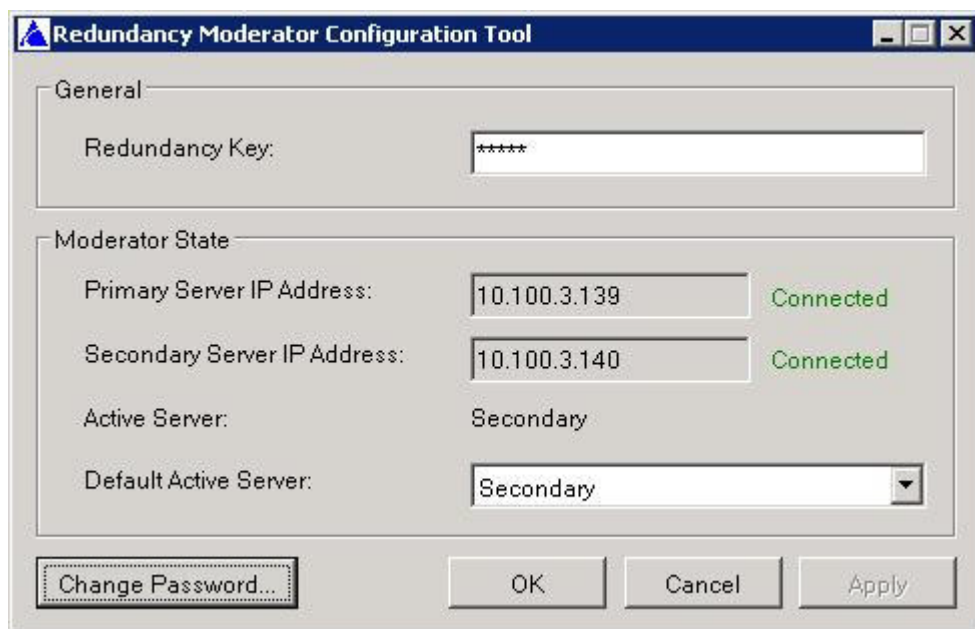 Redundancy Moderator Configuration Tool
General
Redundancy Key: *****
Moderator State
Primary Server IP Address: 10.100.3.139 Connected
Secondary Server IP Address: 10.100.3.140 Connected
Active Server: Secondary
Default Active Server: Secondary
Change Password... OK Cancel Apply